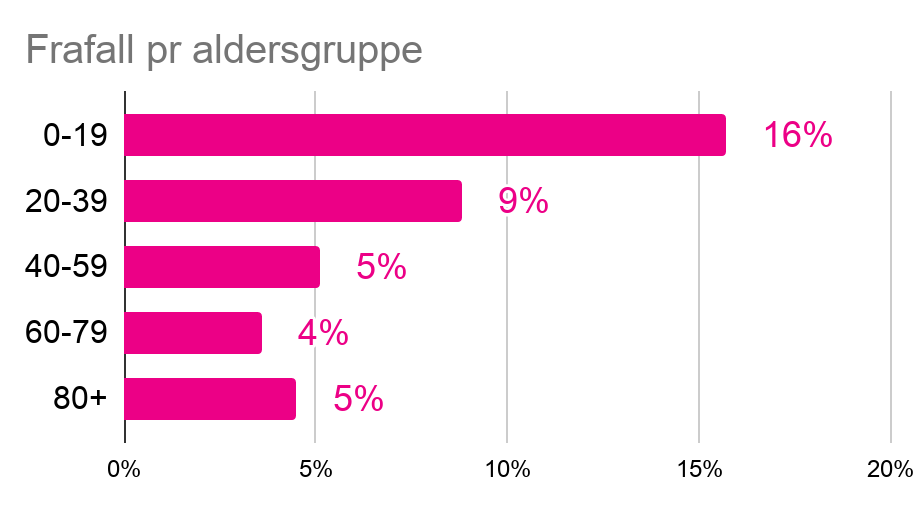 Frafall pr aldersgruppe
0-19 16%
20-39 9%
40-59 5%
60-79 4%
80+ 5%
0% 5% 10% 15% 20%